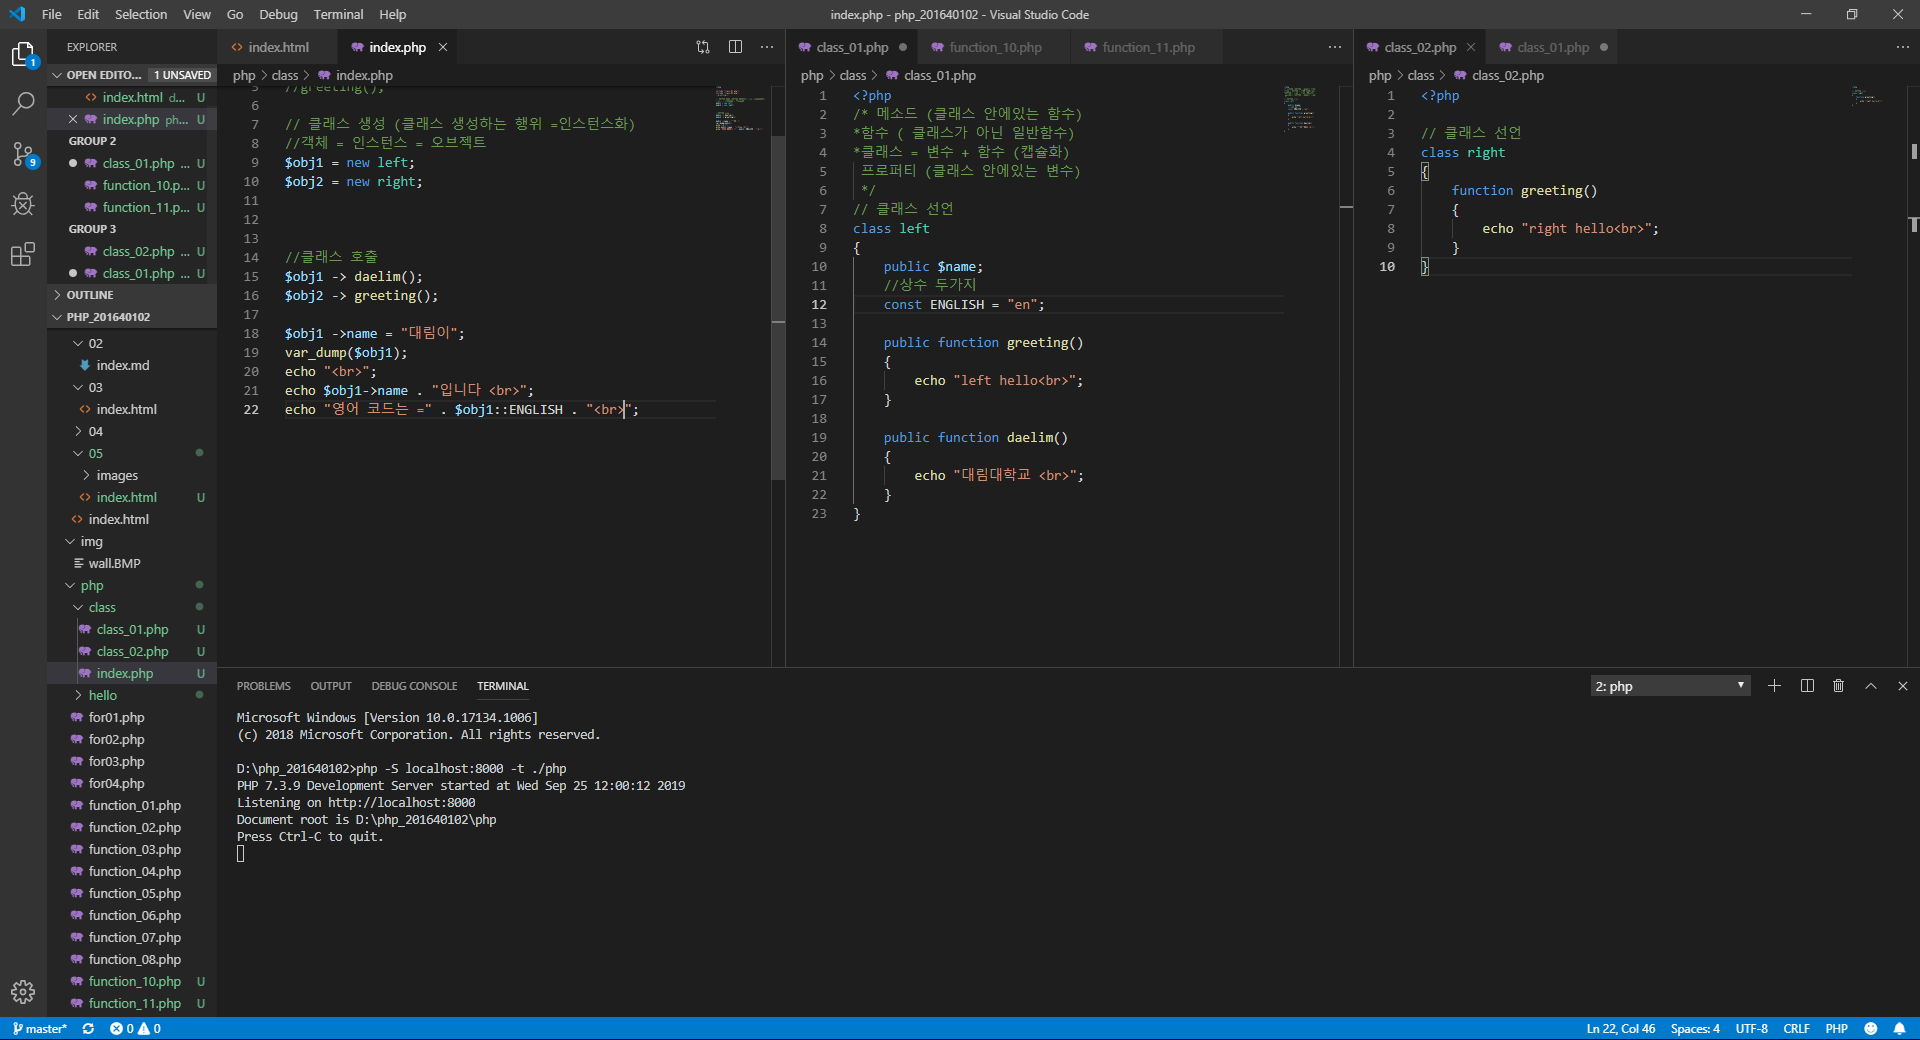 File Edit Selection View Go Debug Terminal Help
index.php - php_201640102 - Visual Studio Code
EXPLORER
OPEN EDITO... 1 UNSAVED
index.html d... U
index.php ph... U
GROUP 2
class_01.php ... U
function_10.p... U
function_11.p... U
GROUP 3
class_02.php ... U
class_01.php ... U
OUTLINE
PHP_201640102
02
index.md
03
index.html
04
05
images
index.html U
index.html
img
wall.BMP
php
class
class_01.php U
class_02.php U
index.php U
hello
for01.php
for02.php
for03.php
for04.php
function_01.php
function_02.php
function_03.php
function_04.php
function_05.php
function_06.php
function_07.php
function_08.php
function_10.php U
function_11.php U
1
9
index.html index.php
php > class > index.php
5 //greeting();
6
7 // 클래스 생성 (클래스 생성하는 행위 =인스턴스화)
8 //객체 = 인스턴스 = 오브젝트
9 $obj1 = new left;
10 $obj2 = new right;
11
12
13
14 //클래스 호출
15 $obj1 -> daelim();
16 $obj2 -> greeting();
17
18 $obj1 ->name = "대림이";
19 var_dump($obj1);
20 echo "<br>";
21 echo $obj1->name . "입니다 <br>";
22 echo "영어 코드는 =" . $obj1::ENGLISH . "<br>";
class_01.php function_10.php function_11.php
php > class > class_01.php
1 <?php
2 /* 메소드 (클래스 안에있는 함수)
3 *함수 ( 클래스가 아닌 일반함수)
4 *클래스 = 변수 + 함수 (캡슐화)
5 프로퍼티 (클래스 안에있는 변수)
6 */
7 // 클래스 선언
8 class left
9 {
10 public $name;
11 //상수 두가지
12 const ENGLISH = "en";
13
14 public function greeting()
15 {
16 echo "left hello<br>";
17 }
18
19 public function daelim()
20 {
21 echo "대림대학교 <br>";
22 }
23 }
class_02.php class_01.php
php > class > class_02.php
1 <?php
2
3 // 클래스 선언
4 class right
5 {
6 function greeting()
7 {
8 echo "right hello<br>";
9 }
10 }
PROBLEMS OUTPUT DEBUG CONSOLE TERMINAL
2: php
Microsoft Windows [Version 10.0.17134.1006]
(c) 2018 Microsoft Corporation. All rights reserved.
D:\php_201640102>php -S localhost:8000 -t ./php
PHP 7.3.9 Development Server started at Wed Sep 25 12:00:12 2019
Listening on http://localhost:8000
Document root is D:\php_201640102\php
Press Ctrl-C to quit.
master* 0 0
Ln 22, Col 46 Spaces: 4 UTF-8 CRLF PHP